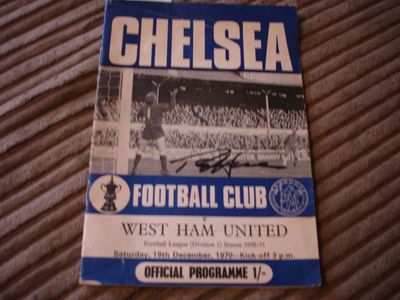 CHELSEA
FOOTBALL CLUB
v
WEST HAM UNITED
Football League (Division 1) Season 1970-71
Saturday, 19th December, 1970-Kick-off 3 p.m.
OFFICIAL PROGRAMME 1/-